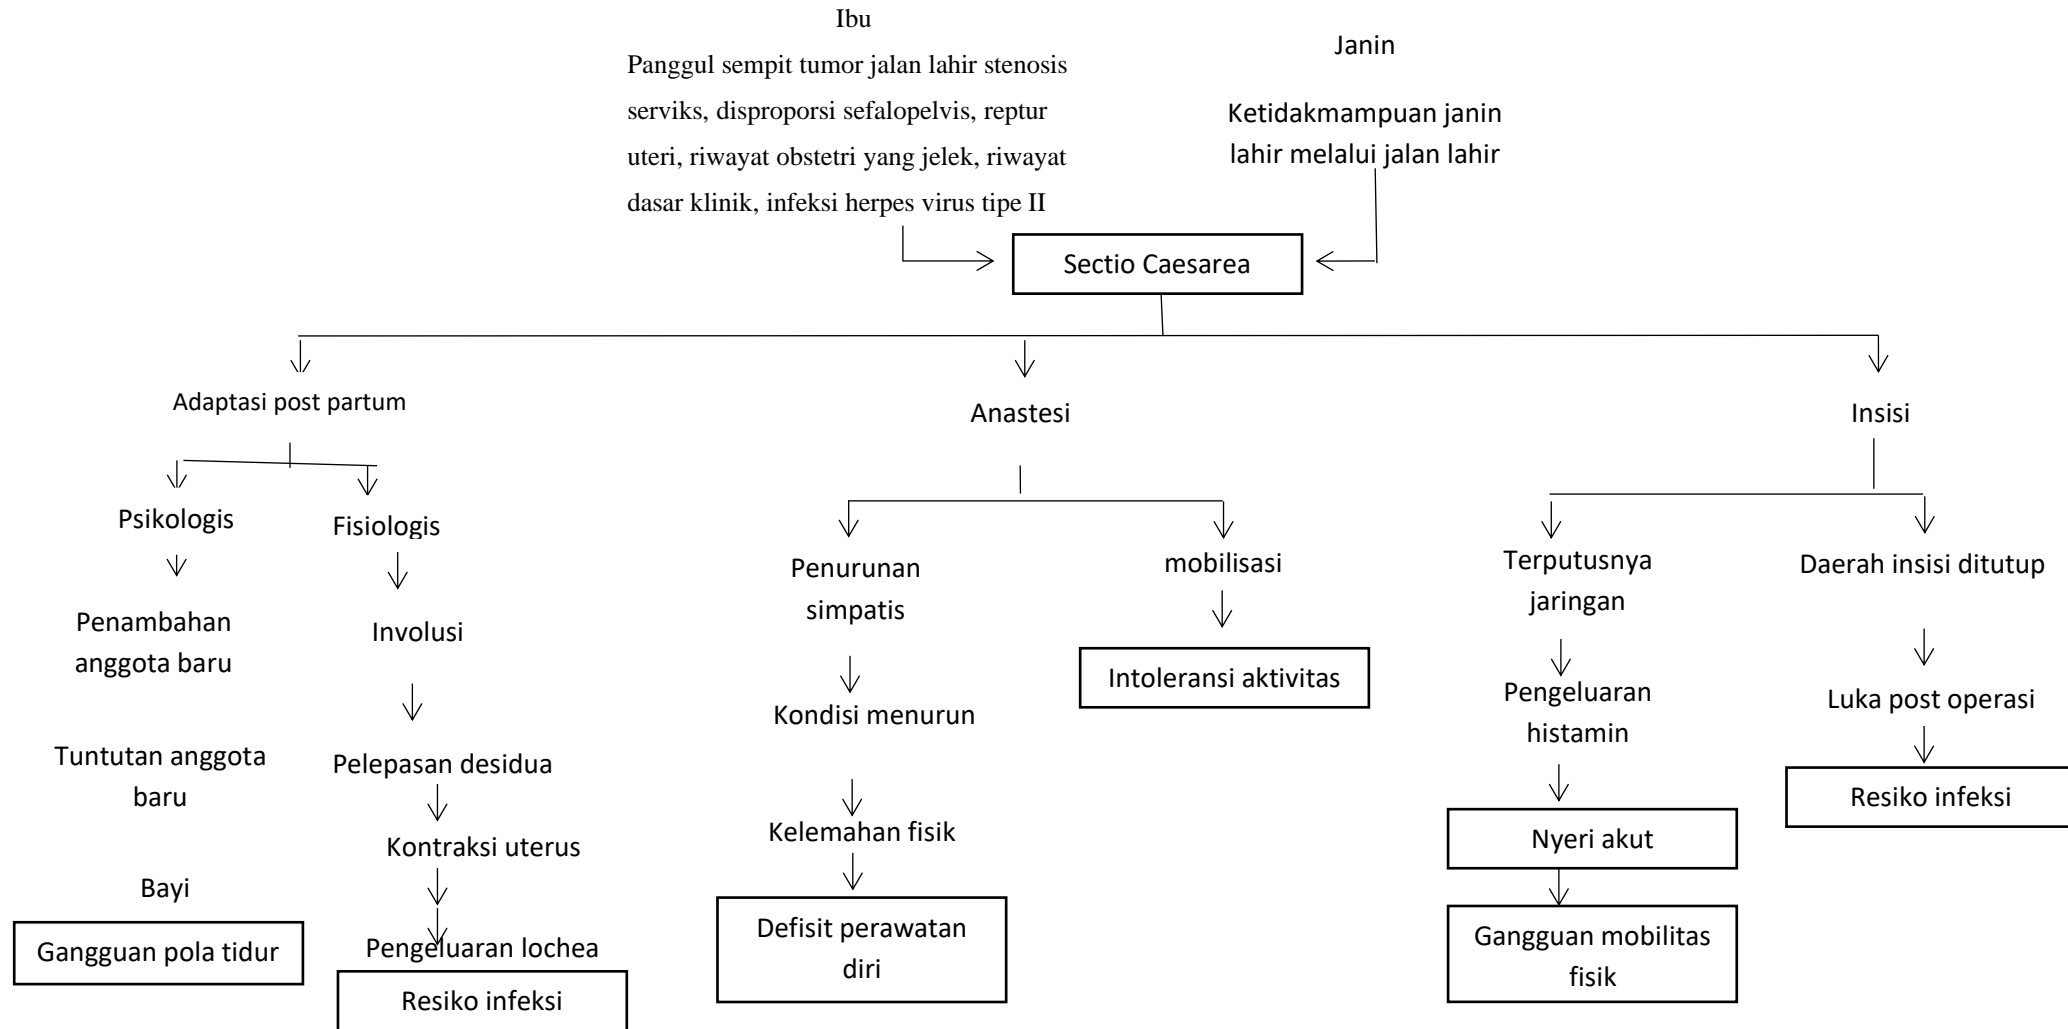 Ibu
Panggul sempit tumor jalan lahir stenosis
serviks, disproporsi sefalopelvis, reptur
uteri, riwayat obstetri yang jelek, riwayat
dasar klinik, infeksi herpes virus tipe II
Janin
Ketidakmampuan janin
lahir melalui jalan lahir
Sectio Caesarea
Adaptasi post partum
Anastesi
Insisi
Psikologis
Fisiologis
Penambahan
anggota baru
Involusi
Tuntutan anggota
baru
Pelepasan desidua
Kontraksi uterus
Bayi
Gangguan pola tidur
Pengeluaran lochea
Resiko infeksi
Penurunan
simpatis
mobilisasi
Intoleransi aktivitas
Kondisi menurun
Kelemahan fisik
Defisit perawatan
diri
Terputusnya
jaringan
Daerah insisi ditutup
Pengeluaran
histamin
Luka post operasi
Resiko infeksi
Nyeri akut
Gangguan mobilitas
fisik